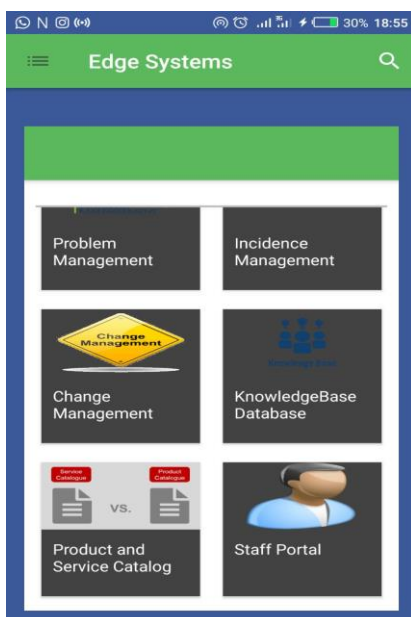 30% 18:55
Edge Systems
Problem
Management
Incidence
Management
Change
Management
Change
Management
KnowledgeBase
Database
Service
Catalogue
vs.
Product
Catalogue
Product and
Service Catalog
Staff Portal